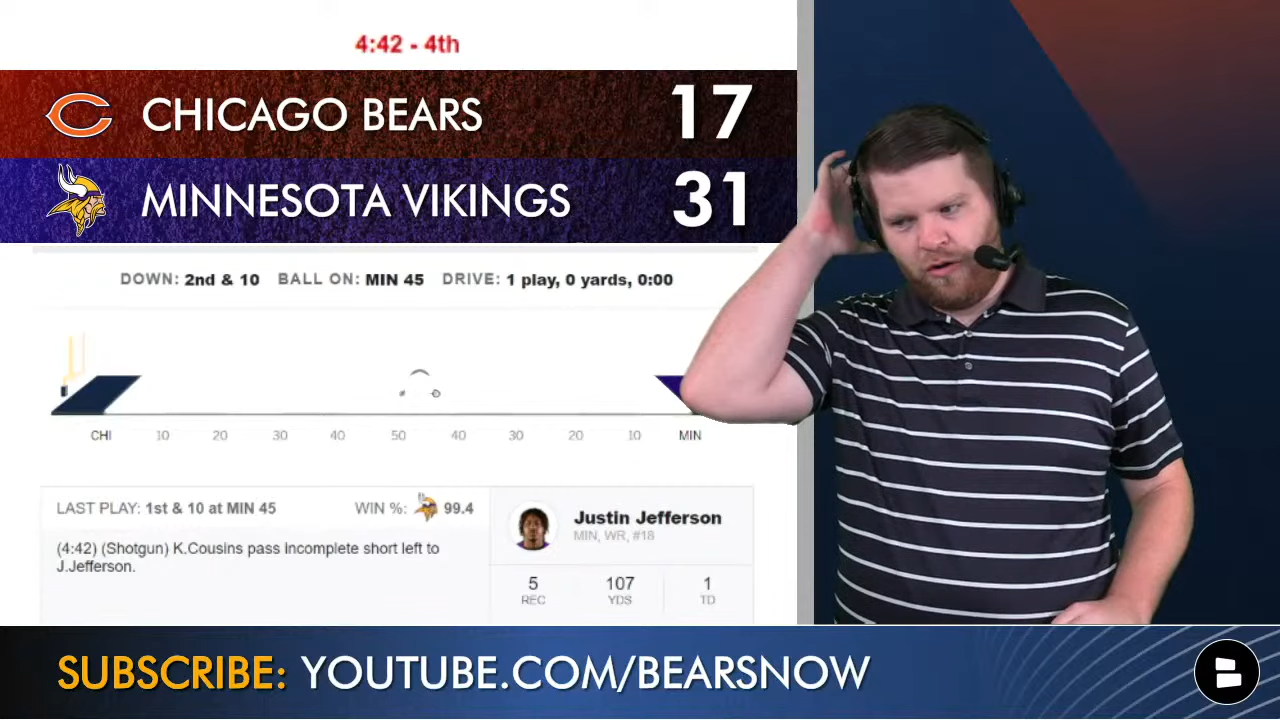 4:42 - 4th
CHICAGO BEARS 17
MINNESOTA VIKINGS 31
DOWN: 2nd & 10 BALL ON: MIN 45 DRIVE: 1 play, 0 yards, 0:00
CHI 10 20 30 40 50 40 30 20 10 MIN
LAST PLAY: 1st & 10 at MIN 45 WIN %: 99.4
(4:42) (Shotgun) K.Cousins pass Incomplete short left to
J.Jefferson.
Justin Jefferson
MIN, WR, #18
5 107 1
REC YDS TD
SUBSCRIBE: YOUTUBE.COM/BEARSNOW